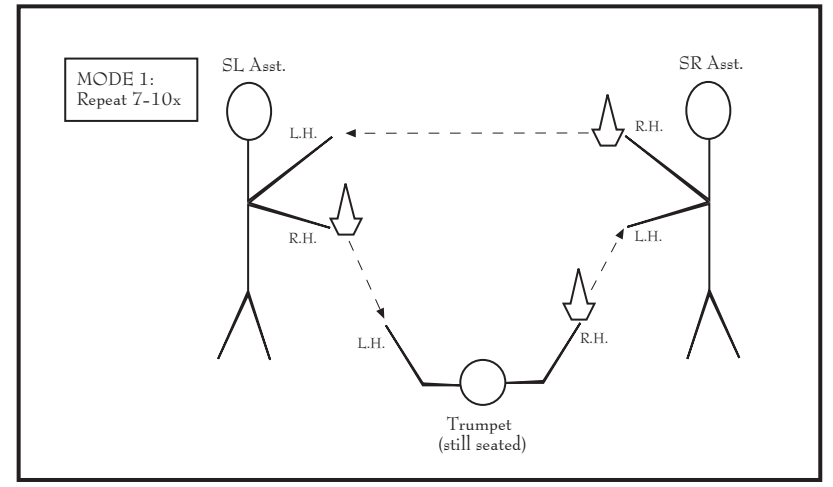 SL Asst.
SR Asst.
MODE 1:
Repeat 7-10x
L.H.
R.H.
R.H.
L.H.
L.H.
R.H.
Trumpet
(still seated)